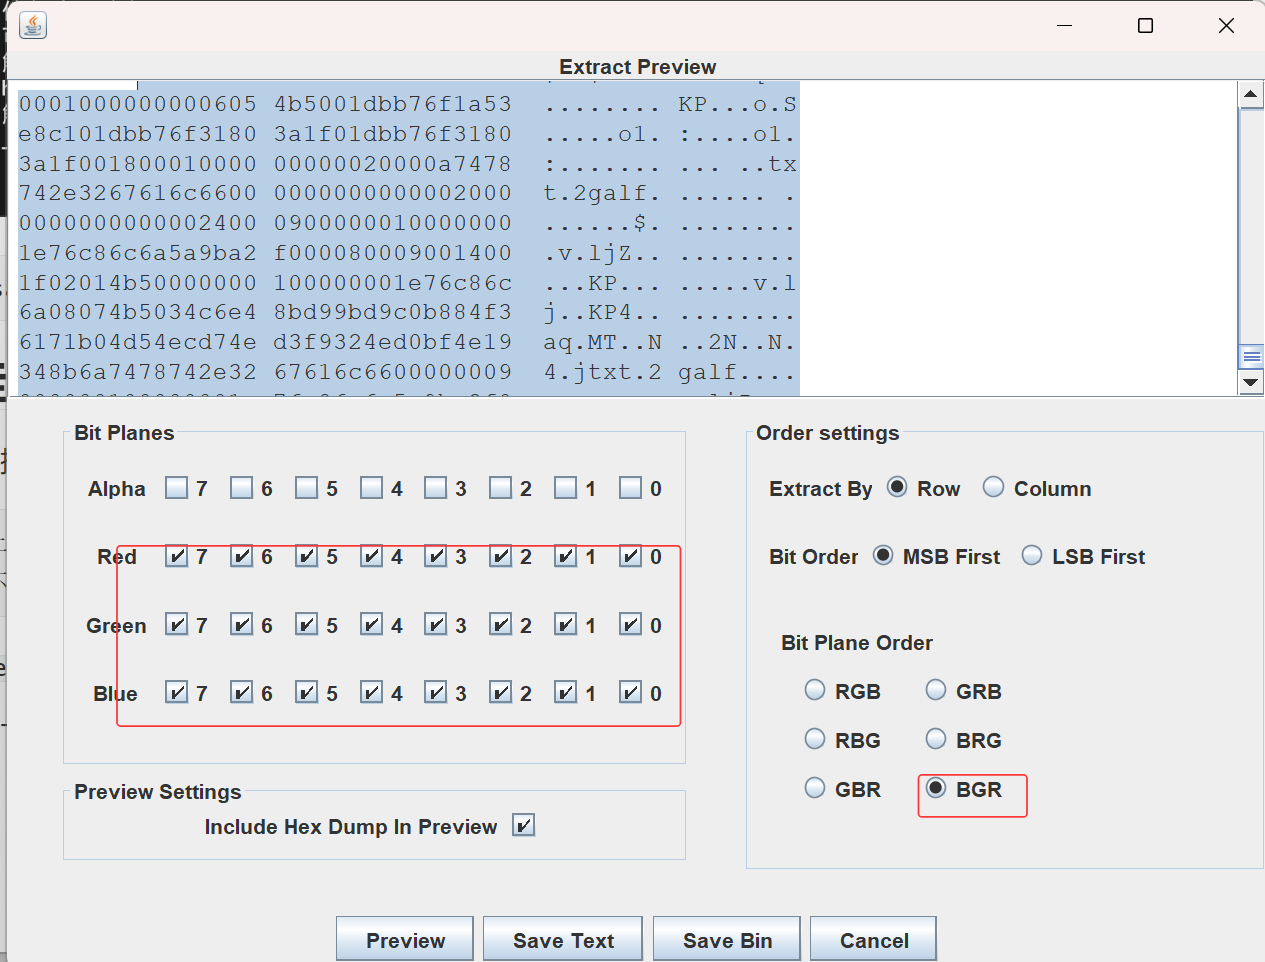 Extract Preview
0001000000000605 4b5001dbb76f1a53 ........ KP...o.S
e8c101dbb76f3180 3a1f01dbb76f3180 .....o1. :....o1.
3a1f001800010000 00000020000a7478 :....... ... ..tx
742e3267616c6600 0000000000002000 t.2galf. ...... .
0000000000002400 0900000010000000 ......$. ........
1e76c86c6a5a9ba2 f000080009001400 .v.ljZ.. ........
1f02014b50000000 100000001e76c86c ...KP... .....v.l
6a08074b5034c6e4 8bd99bd9c0b884f3 j..KP4.. ........
6171b04d54ecd74e d3f9324ed0bf4e19 aq.MT..N ..2N..N.
348b6a7478742e32 67616c6600000009 4.jtxt.2 galf....
Bit Planes
Alpha 7 6 5 4 3 2 1 0
Red 7 6 5 4 3 2 1 0
Green 7 6 5 4 3 2 1 0
Blue 7 6 5 4 3 2 1 0
Preview Settings
Include Hex Dump In Preview
Order settings
Extract By Row Column
Bit Order MSB First LSB First
Bit Plane Order
RGB GRB
RBG BRG
GBR BGR
Preview Save Text Save Bin Cancel